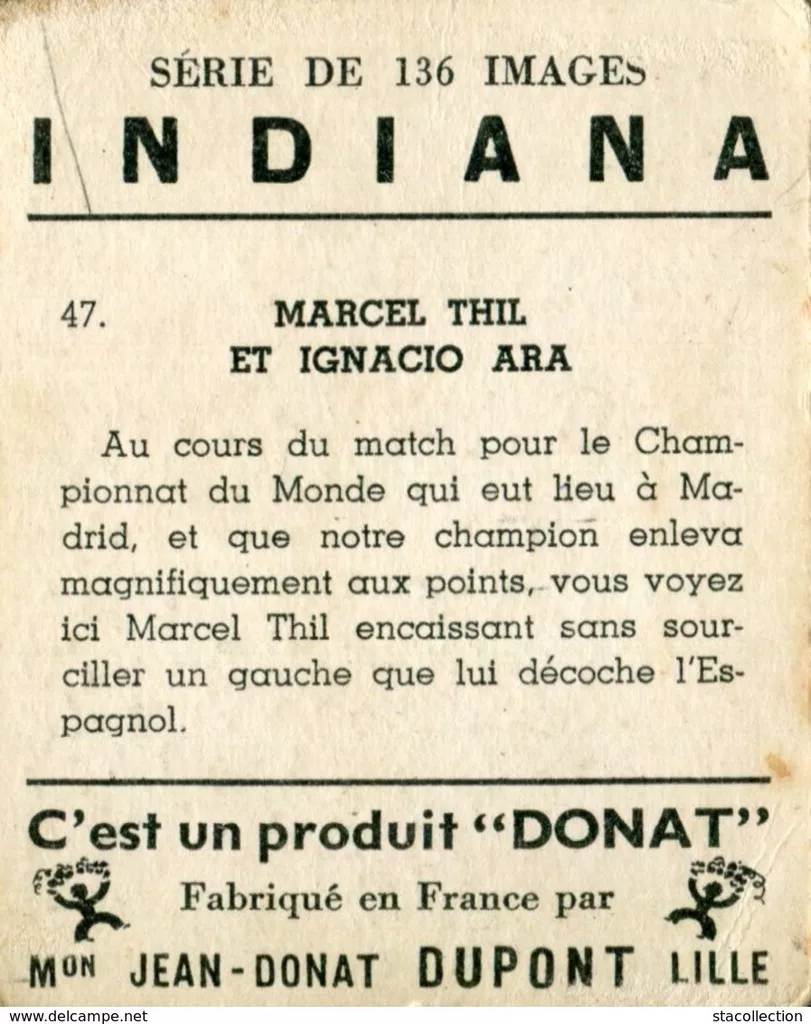 SÉRIE DE 136 IMAGES
INDIANA
47. MARCEL THIL
ET IGNACIO ARA
Au cours du match pour le Cham-
pionnat du Monde qui eut lieu à Ma-
drid, et que notre champion enleva
magnifiquement aux points, vous voyez
ici Marcel Thil encaissant sans sour-
ciller un gauche que lui décoche l'Es-
pagnol.
C'est un produit "DONAT"
Fabriqué en France par
MON JEAN-DONAT DUPONT LILLE
www.delcampe.net
stacollection